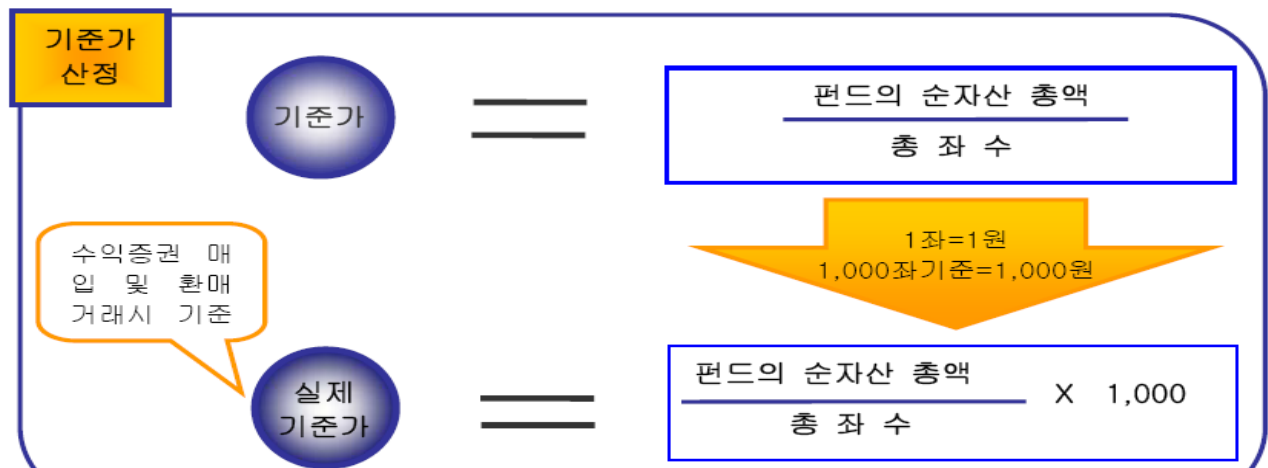 기준가
산정
기준가
펀드의 순자산 총액
총 좌 수
1좌=1원
1,000좌기준=1,000원
수익증권 매
입 및 환매
거래시 기준
실제
기준가
펀드의 순자산 총액
총 좌 수
X 1,000